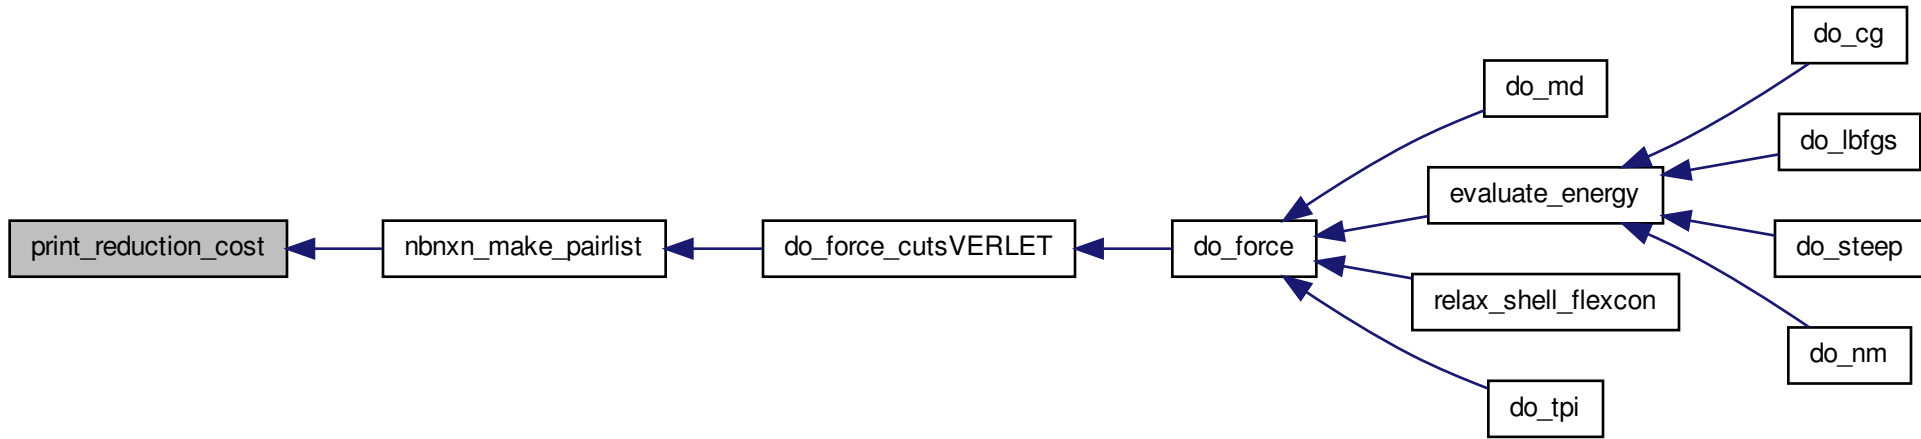 print_reduction_cost
nbnxn_make_pairlist
do_force_cutsVERLET
do_force
do_md
evaluate_energy
relax_shell_flexcon
do_tpi
do_cg
do_lbfgs
do_steep
do_nm